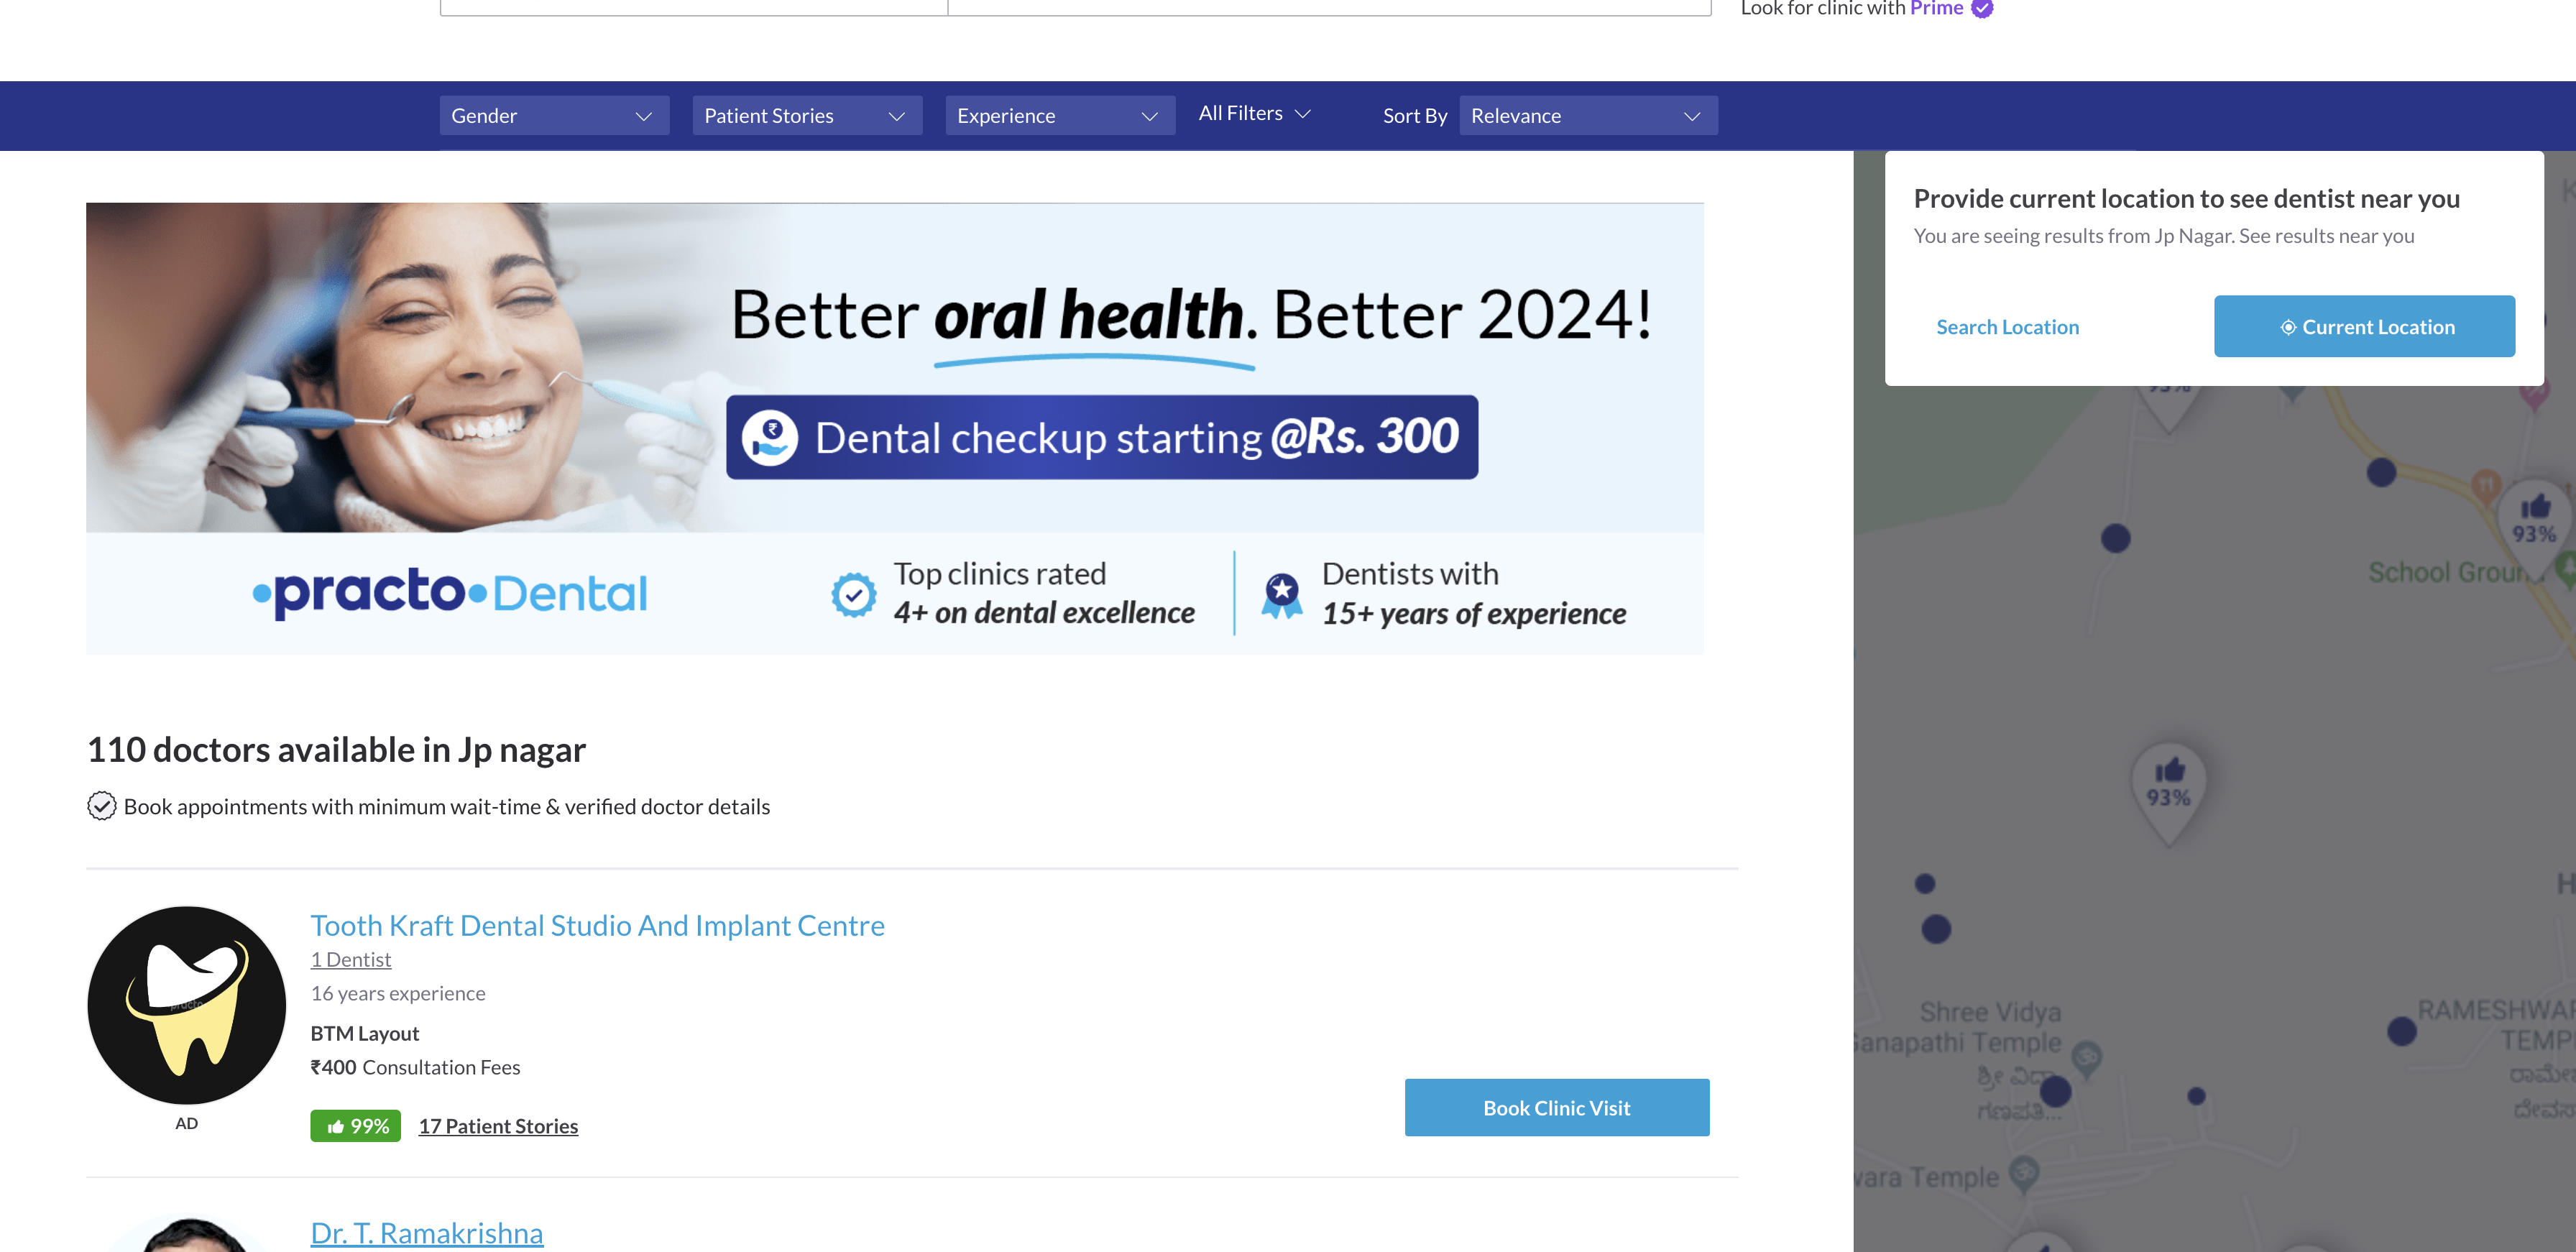 Look for clinic with Prime
Gender
Patient Stories
Experience
All Filters
Sort By
Relevance
Better oral health. Better 2024!
Dental checkup starting @Rs. 300
practo Dental
Top clinics rated
4+ on dental excellence
Dentists with
15+ years of experience
110 doctors available in Jp nagar
Book appointments with minimum wait-time & verified doctor details
Tooth Kraft Dental Studio And Implant Centre
1 Dentist
16 years experience
BTM Layout
₹400 Consultation Fees
AD
99%
17 Patient Stories
Book Clinic Visit
Dr. T. Ramakrishna
Provide current location to see dentist near you
You are seeing results from Jp Nagar. See results near you
Search Location
Current Location
93%
93%
School
93%
Shree Vidya
Temple
ಶ್ರೀ
ಗಣಪತಿ...
Temple